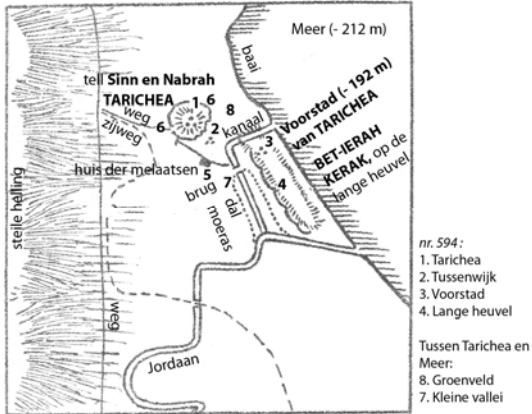 Meer (- 212 m)
baai
tell Sinn en Nabrah
TARICHEA
1 6
8
weg
6
2
kanaal
zijweg
Voorstad (- 192 m)
van TARICHEA
3
BET-IERAH
KERAK, op de
lange heuvel
huis der melaatsen
5
brug
7
4
dal
moeras
steile helling
weg
Jordaan
nr. 594 :
1. Tarichea
2. Tussenwijk
3. Voorstad
4. Lange heuvel
Tussen Tarichea en
Meer:
8. Groenveld
7. Kleine vallei